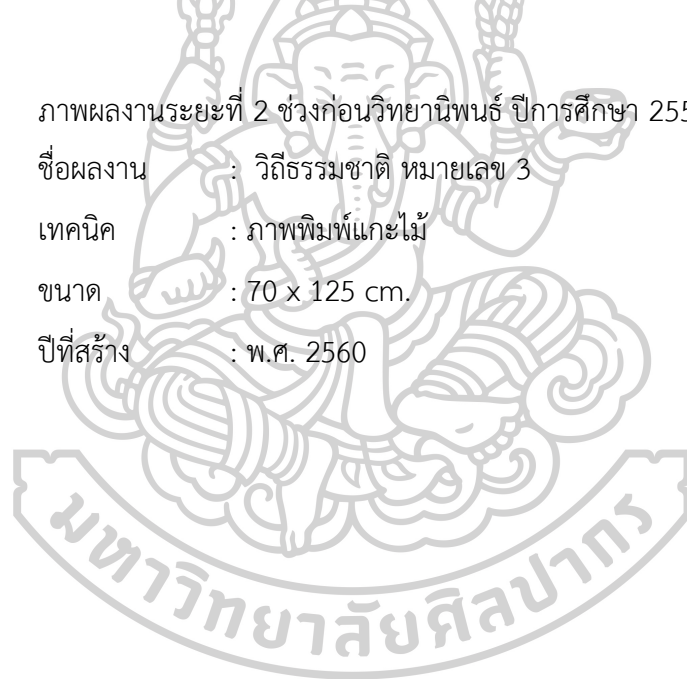 ภาพผลงานระยะที่ 2 ช่วงก่อนวิทยานิพนธ์ ปีการศึกษา
ชื่อผลงาน : วิถีธรรมชาติ หมายเลข 3
เทคนิค : ภาพพิมพ์แกะไม้
ขนาด : 70 x 125 cm.
ปีที่สร้าง : พ.ศ. 2560
มหาวิทยาลัยศิลปากร